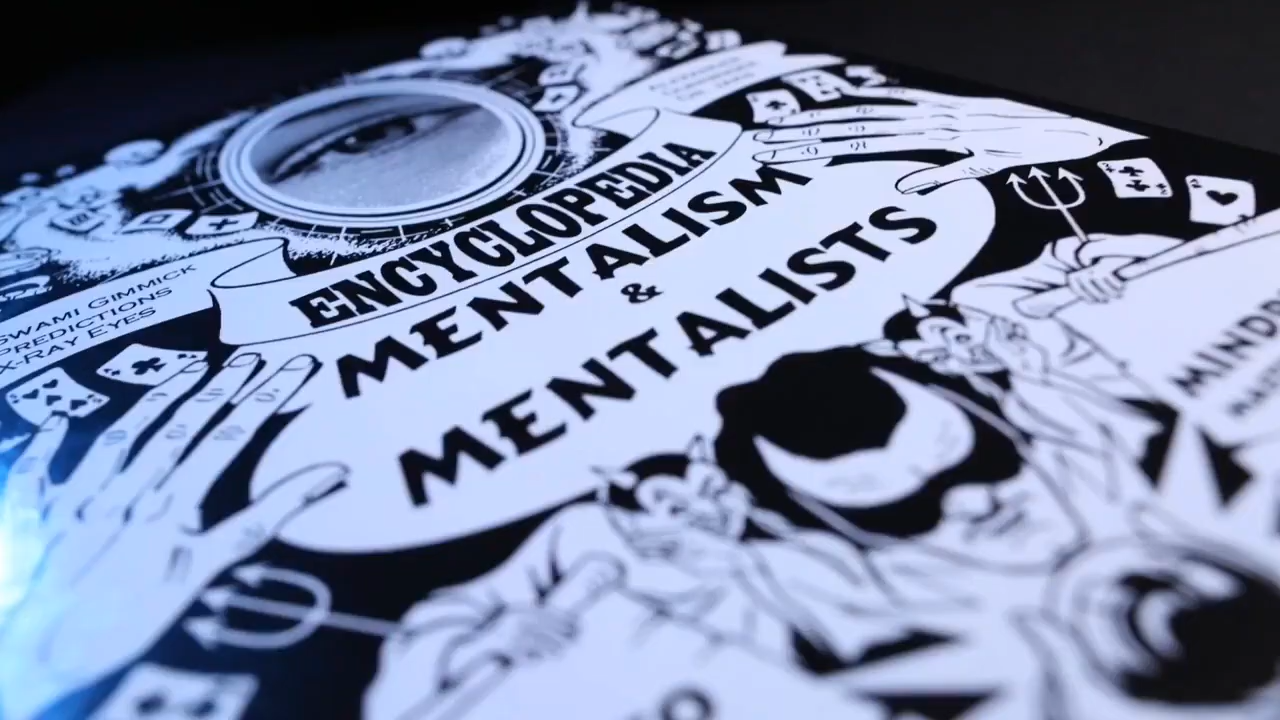 ENCYCLOPEDIA
MENTALISM
&
MENTALISTS
SWAMI GIMMICK
PREDICTIONS
X-RAY EYES